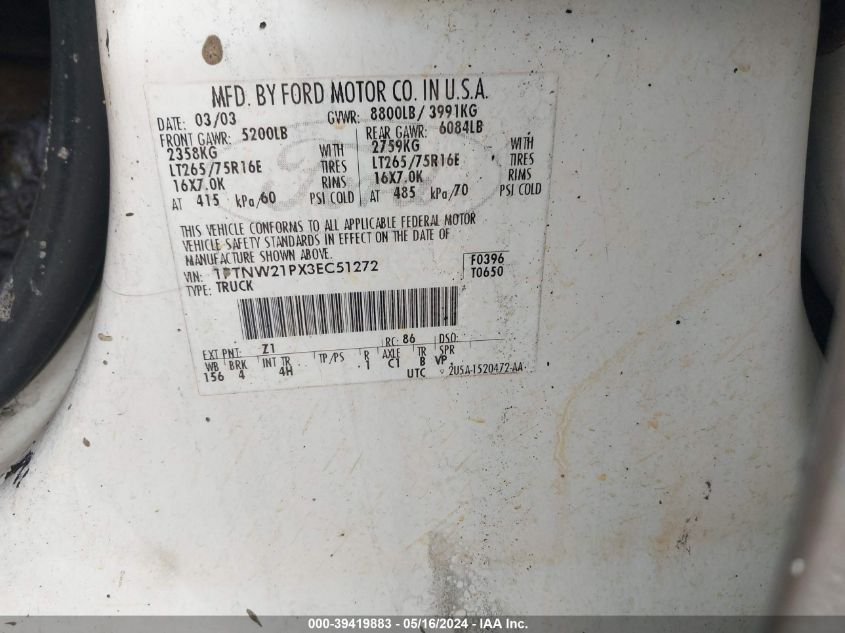 MFD. BY FORD MOTOR CO. IN U.S.A.
DATE: 03/03 GVWR: 8800LB/ 3991KG
FRONT GAWR: 5200LB REAR GAWR: 6084LB
2358KG WITH 2759KG WITH
LT265/75R16E TIRES LT265/75R16E TIRES
16X7.0K RIMS 16X7.0K RIMS
AT 415 kPa/60 PSI COLD AT 485 kPa/70 PSI COLD
THIS VEHICLE CONFORMS TO ALL APPLICABLE FEDERAL MOTOR
VEHICLE SAFETY STANDARDS IN EFFECT ON THE DATE OF
MANUFACTURE SHOWN ABOVE.
VIN: 1FTNW21PX3EC51272 F0396
TYPE: TRUCK T0650
EXT PNT: Z1 RC: 86 DSO:
WB BRK INT TR TP/PS R AXLE TR SPR
156 4 4H 1 C1 B VP
UTC 2USA-1520472-AA
Ford
000-39419883 - 05/16/2024 - IAA Inc.